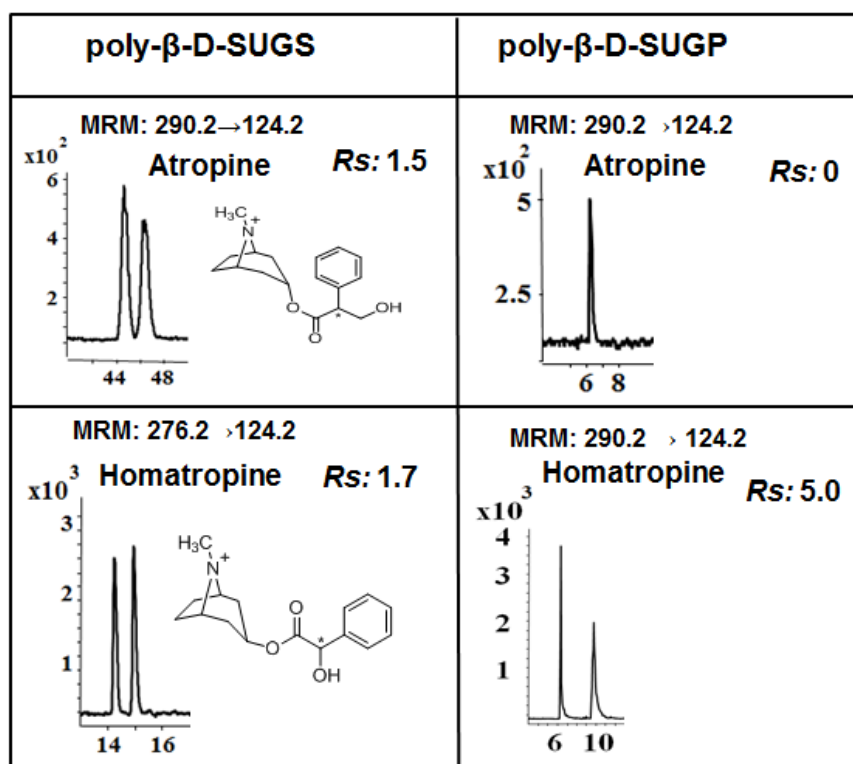 poly-β-D-SUGS
poly-β-D-SUGP
MRM: 290.2→124.2
Atropine
Rs: 1.5
x10²
6
4
2
44 48
H₃C
+
N
O
O
*
OH
MRM: 290.2 →124.2
Atropine
Rs: 0
x10²
5
2.5
6 8
MRM: 276.2 →124.2
Homatropine
Rs: 1.7
x10³
3
2
1
14 16
H₃C
+
N
O
O
*
OH
MRM: 290.2 → 124.2
Homatropine
Rs: 5.0
x10³
4
3
2
1
6 10